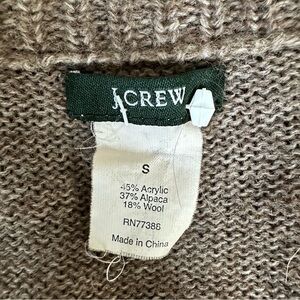 J.CREW
S
45% Acrylic
37% Alpaca
18% Wool
RN77388
Made in China